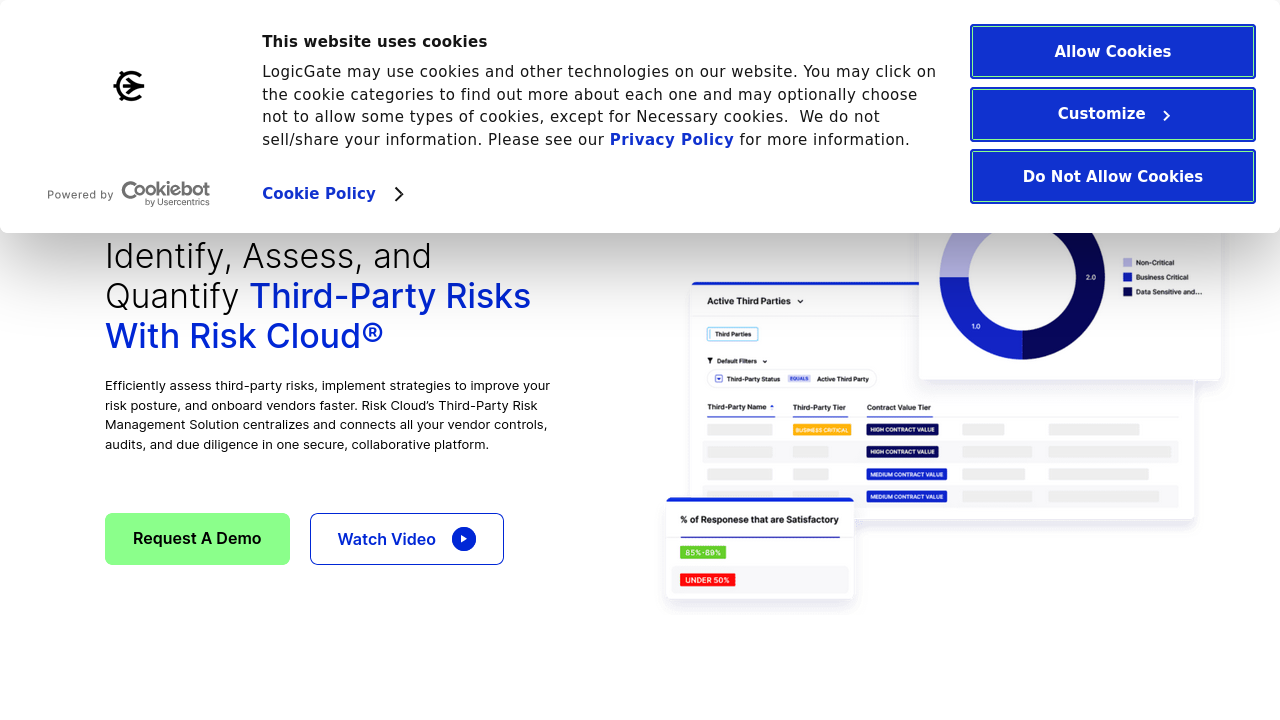 This website uses cookies
LogicGate may use cookies and other technologies on our website. You may click on
the cookie categories to find out more about each one and may optionally choose
not to allow some types of cookies, except for Necessary cookies.  We do not
sell/share your information. Please see our Privacy Policy for more information.
Cookie Policy
Powered by Cookiebot
by Usercentrics
Allow Cookies
Customize
Do Not Allow Cookies
Identify, Assess, and
Quantify Third-Party Risks
With Risk Cloud®
Efficiently assess third-party risks, implement strategies to improve your
risk posture, and onboard vendors faster. Risk Cloud’s Third-Party Risk
Management Solution centralizes and connects all your vendor controls,
audits, and due diligence in one secure, collaborative platform.
Request A Demo
Watch Video
2.0
1.0
Non-Critical
Business Critical
Data Sensitive and...
Active Third Parties
Third Parties
Default Filters
Third-Party Status EQUALS Active Third Party
Third-Party Name Third-Party Tier Contract Value Tier
BUSINESS CRITICAL HIGH CONTRACT VALUE
HIGH CONTRACT VALUE
MEDIUM CONTRACT VALUE
MEDIUM CONTRACT VALUE
% of Responese that are Satisfactory
85%-89%
UNDER 50%